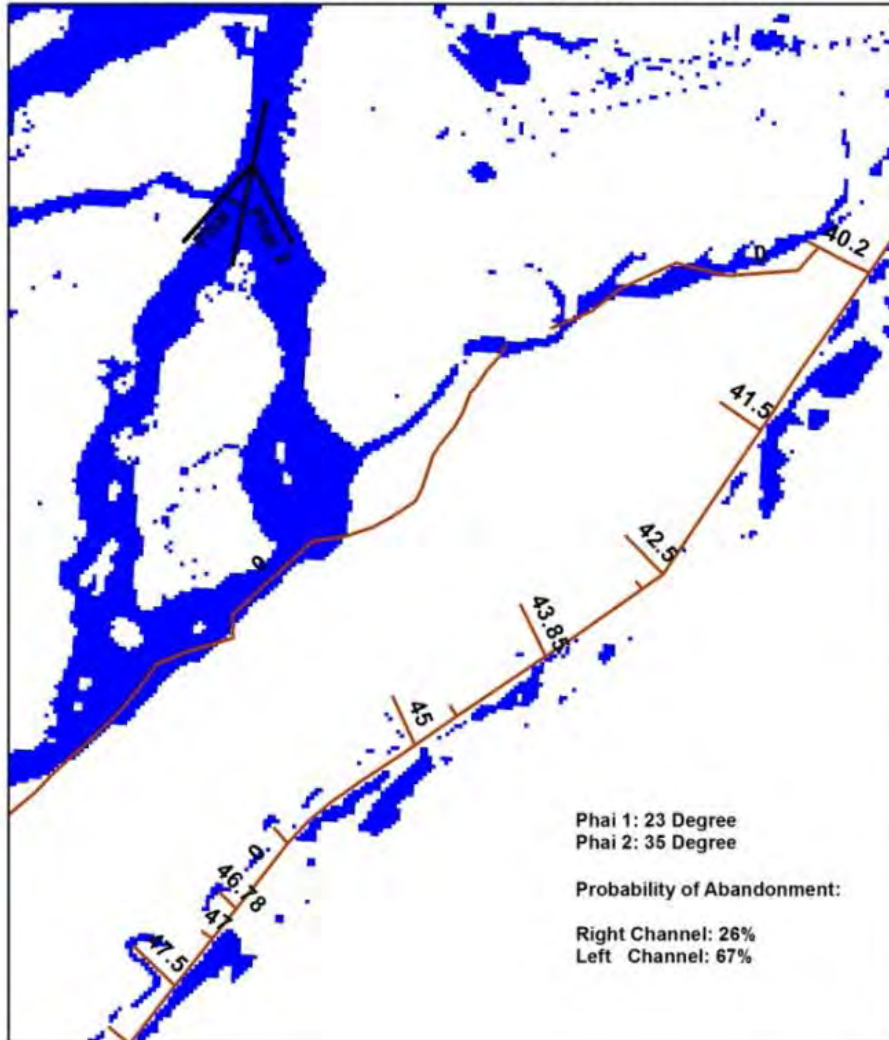 40.2
0
41.5
42.5
43.85
45
0
46.78
47
47.5
Phai 1: 23 Degree
Phai 2: 35 Degree
Probability of Abandonment:
Right Channel: 26%
Left Channel: 67%